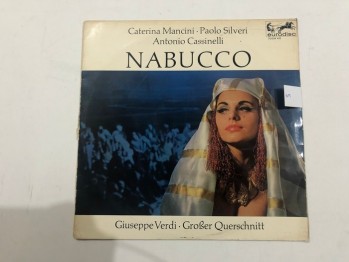 Caterina Mancini · Paolo Silveri
Antonio Cassinelli
NABUCCO
eurodisc
Giuseppe Verdi · Großer Querschnitt